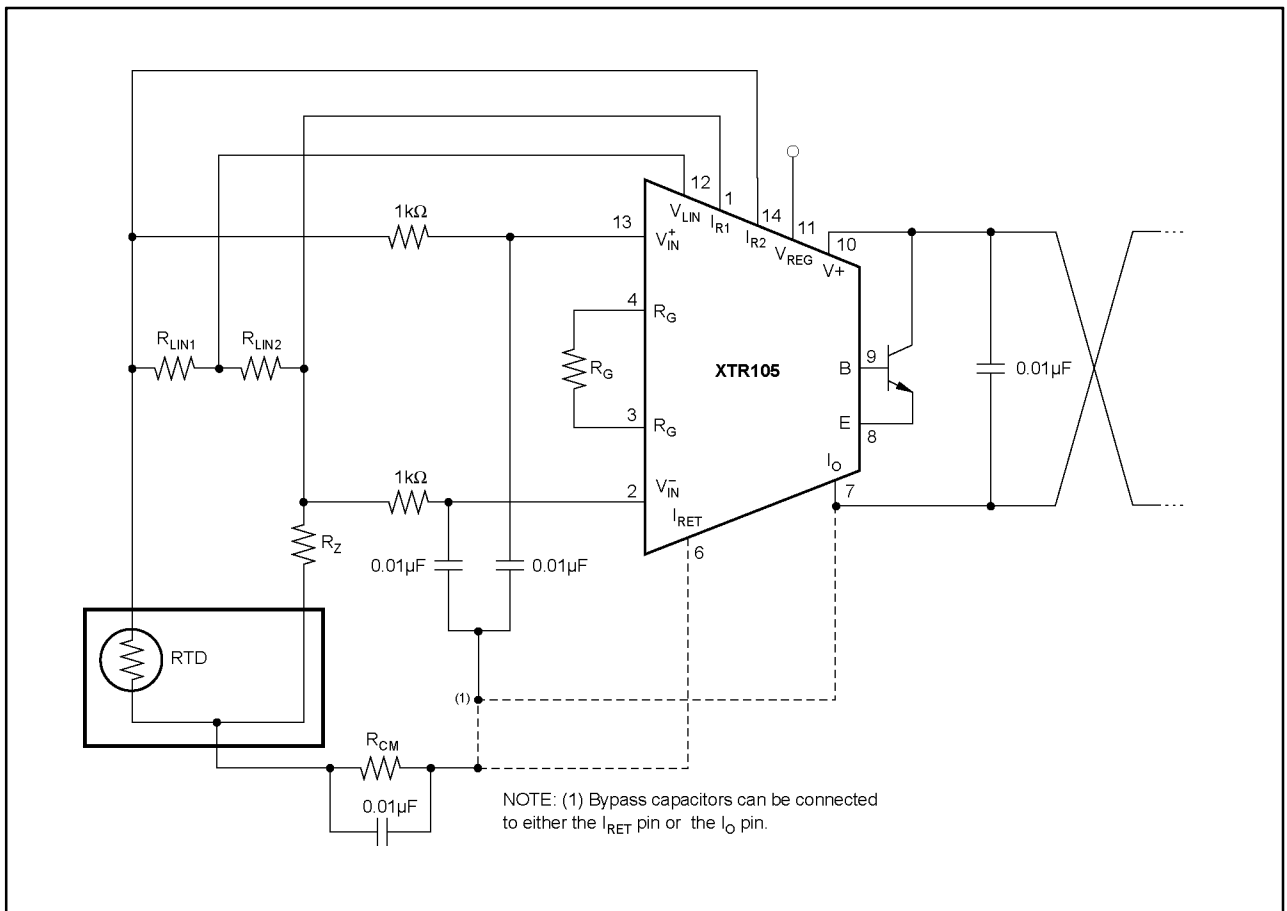 12
1
14
11
10
13
1kΩ
V_LIN
I_R1
I_R2
V_REG
V+
V_IN^+
4
R_G
R_LIN1
R_LIN2
R_G
XTR105
B
9
0.01µF
3
R_G
E
8
1kΩ
I_O
2
V_IN^−
7
I_RET
R_Z
6
0.01µF
0.01µF
RTD
(1)
R_CM
0.01µF
NOTE: (1) Bypass capacitors can be connected
to either the I_RET pin or the I_O pin.